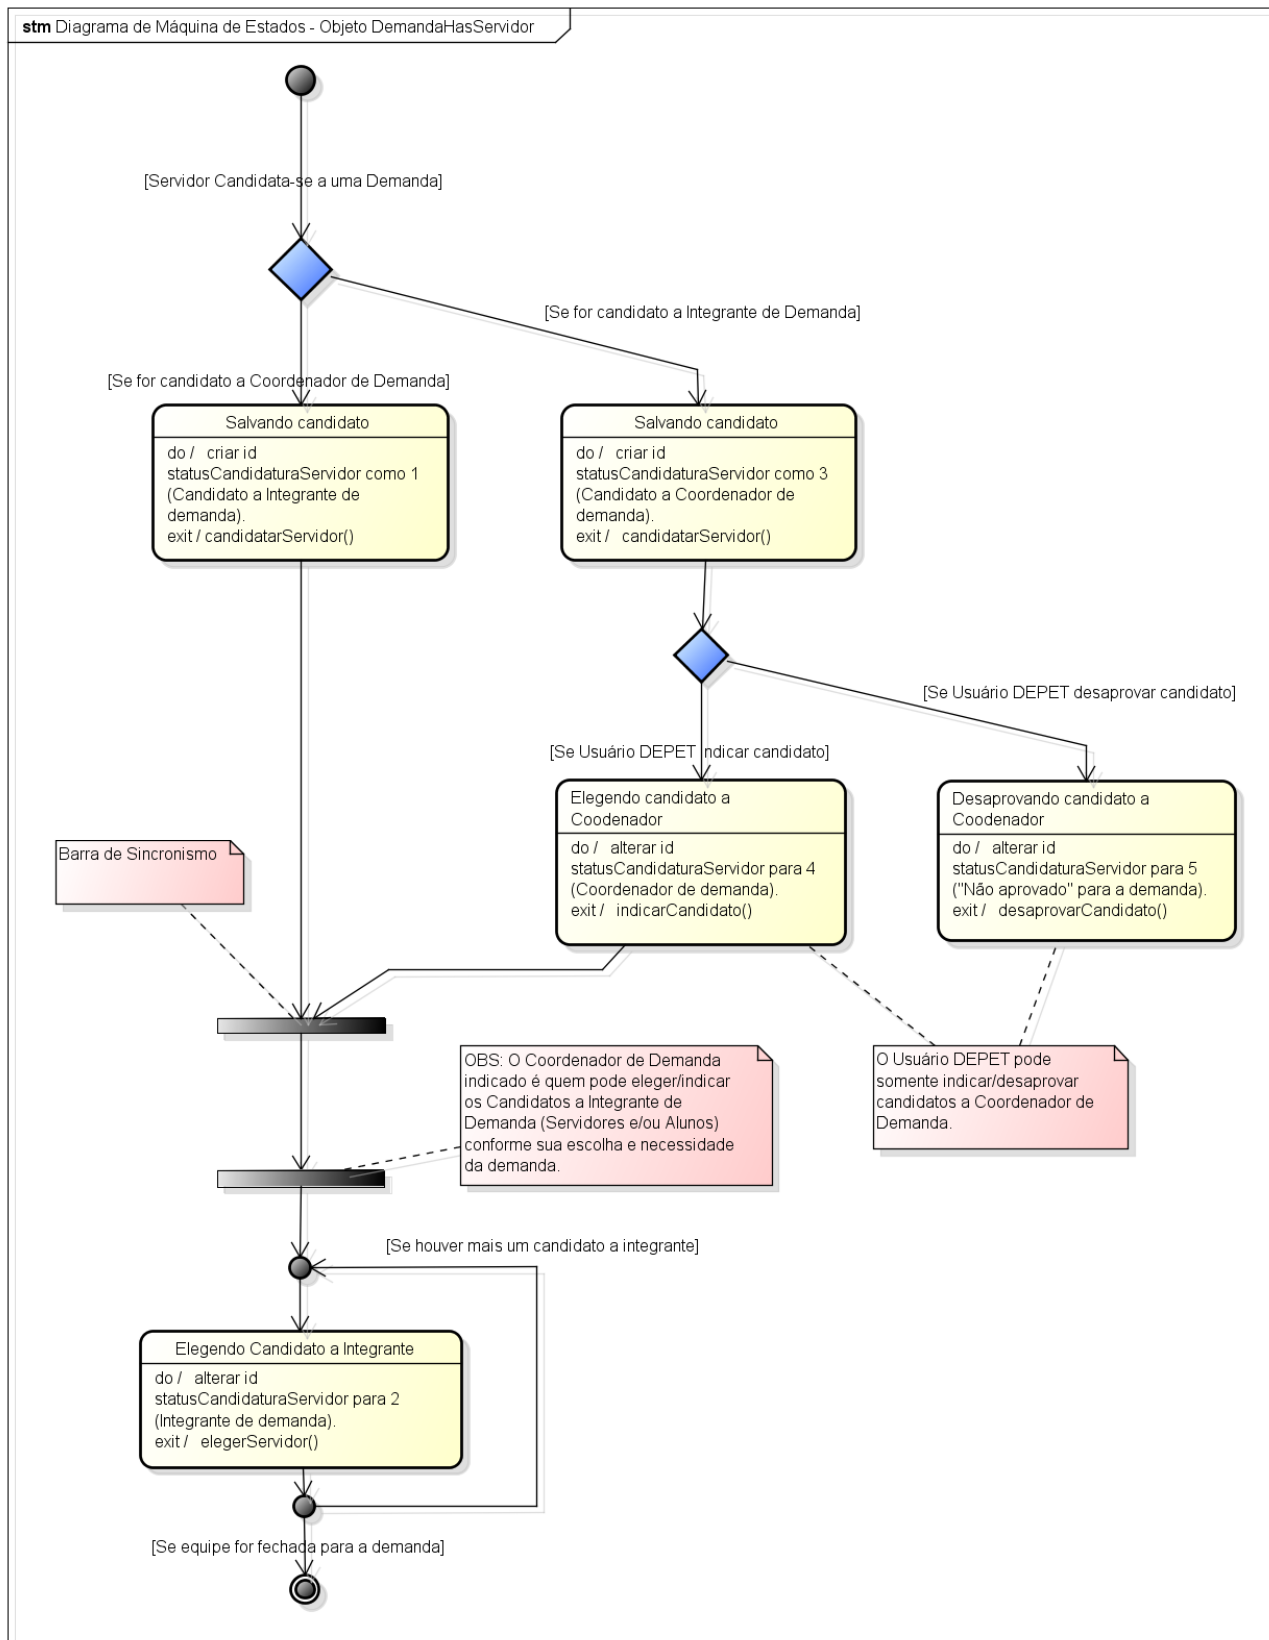 stm Diagrama de Máquina de Estados - Objeto DemandaHasServidor
[Servidor Candidata-se a uma Demanda]
[Se for candidato a Integrante de Demanda]
[Se for candidato a Coordenador de Demanda]
Salvando candidato
do / criar id
statusCandidaturaServidor como 1
(Candidato a Integrante de
demanda).
exit / candidatarServidor()
Salvando candidato
do / criar id
statusCandidaturaServidor como 3
(Candidato a Coordenador de
demanda).
exit / candidatarServidor()
[Se Usuário DEPET desaprovar candidato]
[Se Usuário DEPET indicar candidato]
Elegendo candidato a
Coodenador
do / alterar id
statusCandidaturaServidor para 4
(Coordenador de demanda).
exit / indicarCandidato()
Desaprovando candidato a
Coodenador
do / alterar id
statusCandidaturaServidor para 5
("Não aprovado" para a demanda).
exit / desaprovarCandidato()
Barra de Sincronismo
OBS: O Coordenador de Demanda
indicado é quem pode eleger/indicar
os Candidatos a Integrante de
Demanda (Servidores e/ou Alunos)
conforme sua escolha e necessidade
da demanda.
O Usuário DEPET pode
somente indicar/desaprovar
candidatos a Coordenador de
Demanda.
[Se houver mais um candidato a integrante]
Elegendo Candidato a Integrante
do / alterar id
statusCandidaturaServidor para 2
(Integrante de demanda).
exit / elegerServidor()
[Se equipe for fechada para a demanda]